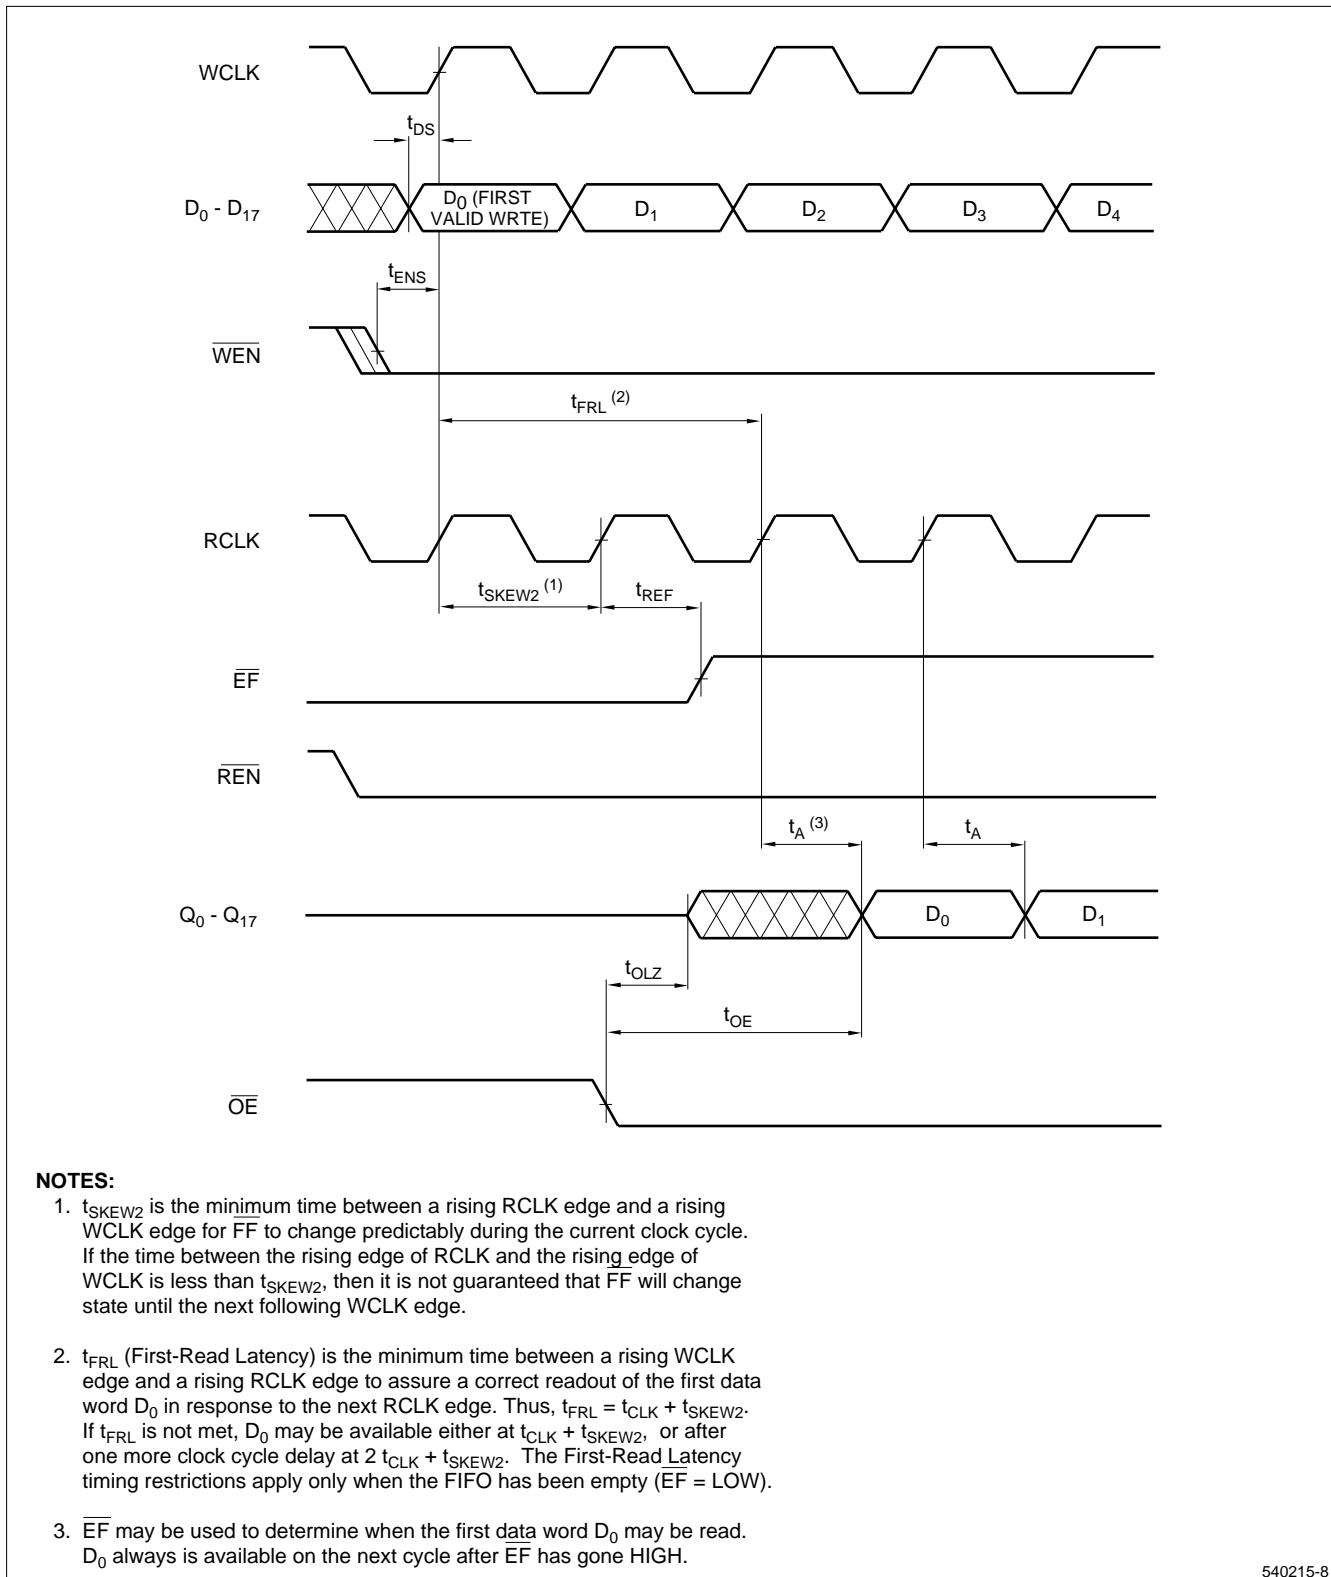 WCLK
tDS
D0 - D17
D0 (FIRST
VALID WRTE)
D1
D2
D3
D4
tENS
WEN
tFRL (2)
RCLK
tSKEW2 (1)
tREF
EF
REN
tA (3)
tA
Q0 - Q17
D0
D1
tOLZ
tOE
OE
NOTES:
1. tSKEW2 is the minimum time between a rising RCLK edge and a rising
WCLK edge for FF to change predictably during the current clock cycle.
If the time between the rising edge of RCLK and the rising edge of
WCLK is less than tSKEW2, then it is not guaranteed that FF will change
state until the next following WCLK edge.
2. tFRL (First-Read Latency) is the minimum time between a rising WCLK
edge and a rising RCLK edge to assure a correct readout of the first data
word D0 in response to the next RCLK edge. Thus, tFRL = tCLK + tSKEW2.
If tFRL is not met, D0 may be available either at tCLK + tSKEW2, or after
one more clock cycle delay at 2 tCLK + tSKEW2. The First-Read Latency
timing restrictions apply only when the FIFO has been empty (EF = LOW).
3. EF may be used to determine when the first data word D0 may be read.
D0 always is available on the next cycle after EF has gone HIGH.
540215-8